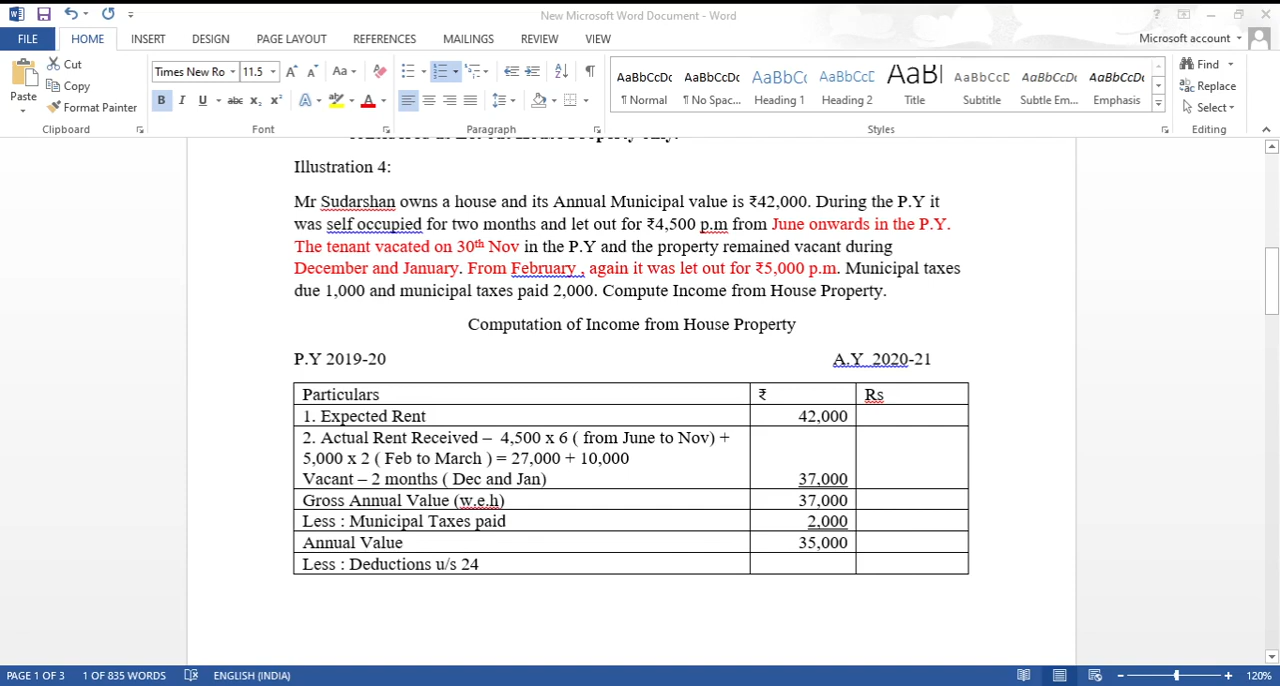 New Microsoft Word Document - Word
FILE HOME INSERT DESIGN PAGE LAYOUT REFERENCES MAILINGS REVIEW VIEW Microsoft account
Paste
Cut
Copy
Format Painter
Clipboard
Times New Ro 11.5
Font
Paragraph
AaBbCcDc AaBbCcDc AaBbCc AaBbCcC AaBl AaBbCcD AaBbCcDc AaBbCcDc
¶ Normal ¶ No Spac... Heading 1 Heading 2 Title Subtitle Subtle Em... Emphasis
Styles
Find
Replace
Select
Editing
Illustration 4:
Mr Sudarshan owns a house and its Annual Municipal value is ₹42,000. During the P.Y it
was self occupied for two months and let out for ₹4,500 p.m from June onwards in the P.Y.
The tenant vacated on 30th Nov in the P.Y and the property remained vacant during
December and January. From February , again it was let out for ₹5,000 p.m. Municipal taxes
due 1,000 and municipal taxes paid 2,000. Compute Income from House Property.
Computation of Income from House Property
P.Y 2019-20 A.Y 2020-21
Particulars ₹ Rs
1. Expected Rent 42,000
2. Actual Rent Received – 4,500 x 6 ( from June to Nov) +
5,000 x 2 ( Feb to March ) = 27,000 + 10,000
Vacant – 2 months ( Dec and Jan) 37,000
Gross Annual Value (w.e.h) 37,000
Less : Municipal Taxes paid 2,000
Annual Value 35,000
Less : Deductions u/s 24
PAGE 1 OF 3 1 OF 835 WORDS ENGLISH (INDIA) 120%